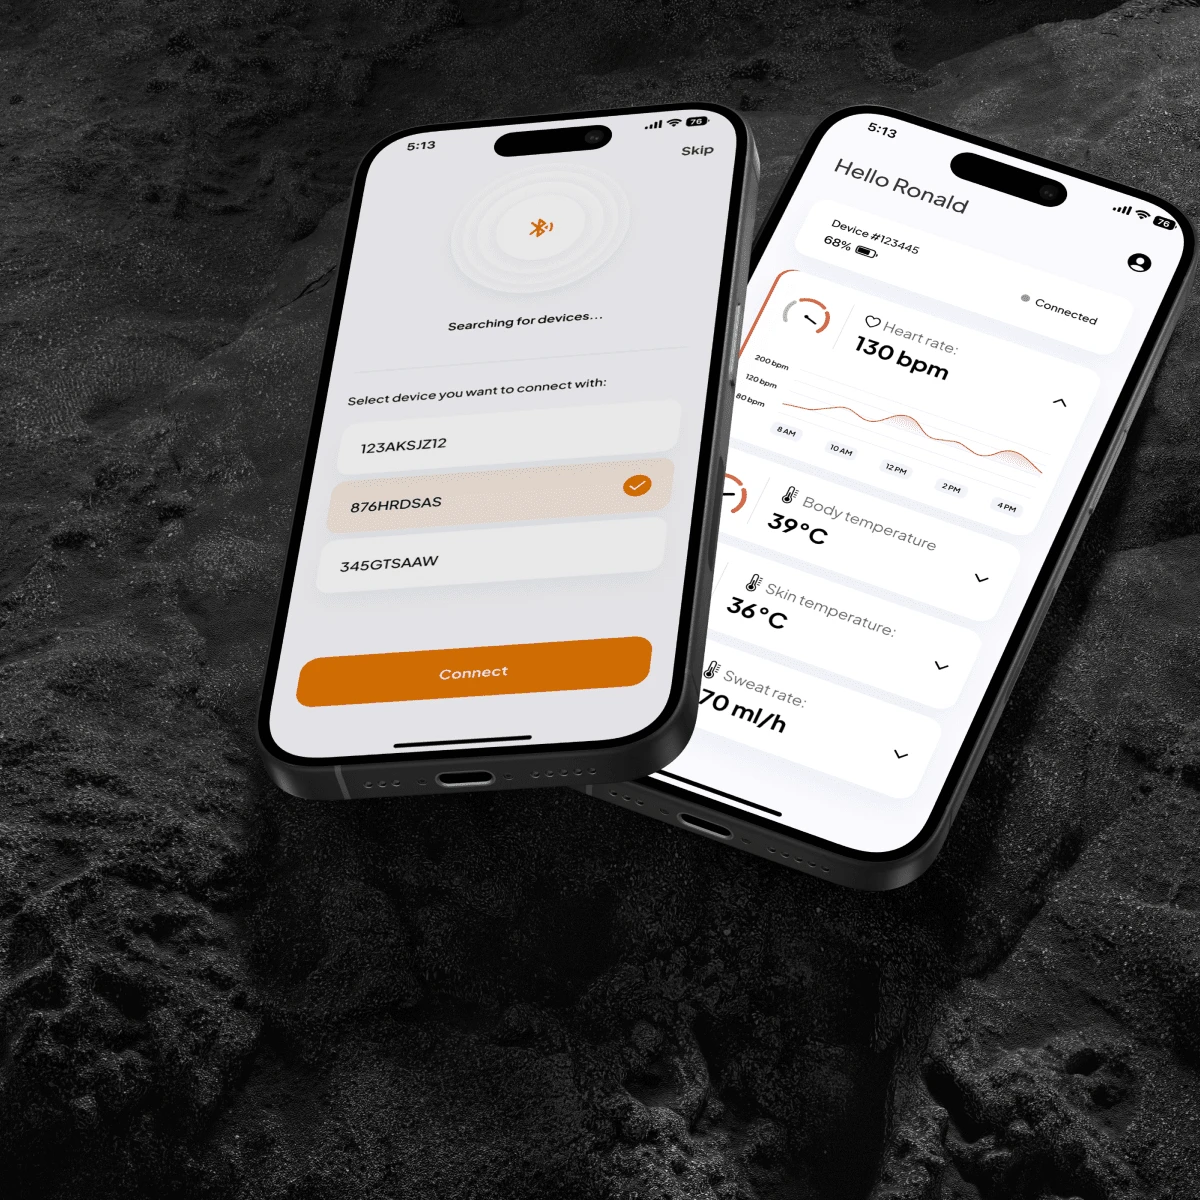 5:13
76
Skip
Searching for devices...
Select device you want to connect with:
123AKSJZ12
876HRDSAS
345GTSAAW
Connect
5:13
76
Hello Ronald
Device #123445
68%
Connected
Heart rate:
130 bpm
200 bpm
120 bpm
80 bpm
8 AM
10 AM
12 PM
2 PM
4 PM
Body temperature
39°C
Skin temperature:
36°C
Sweat rate:
70 ml/h